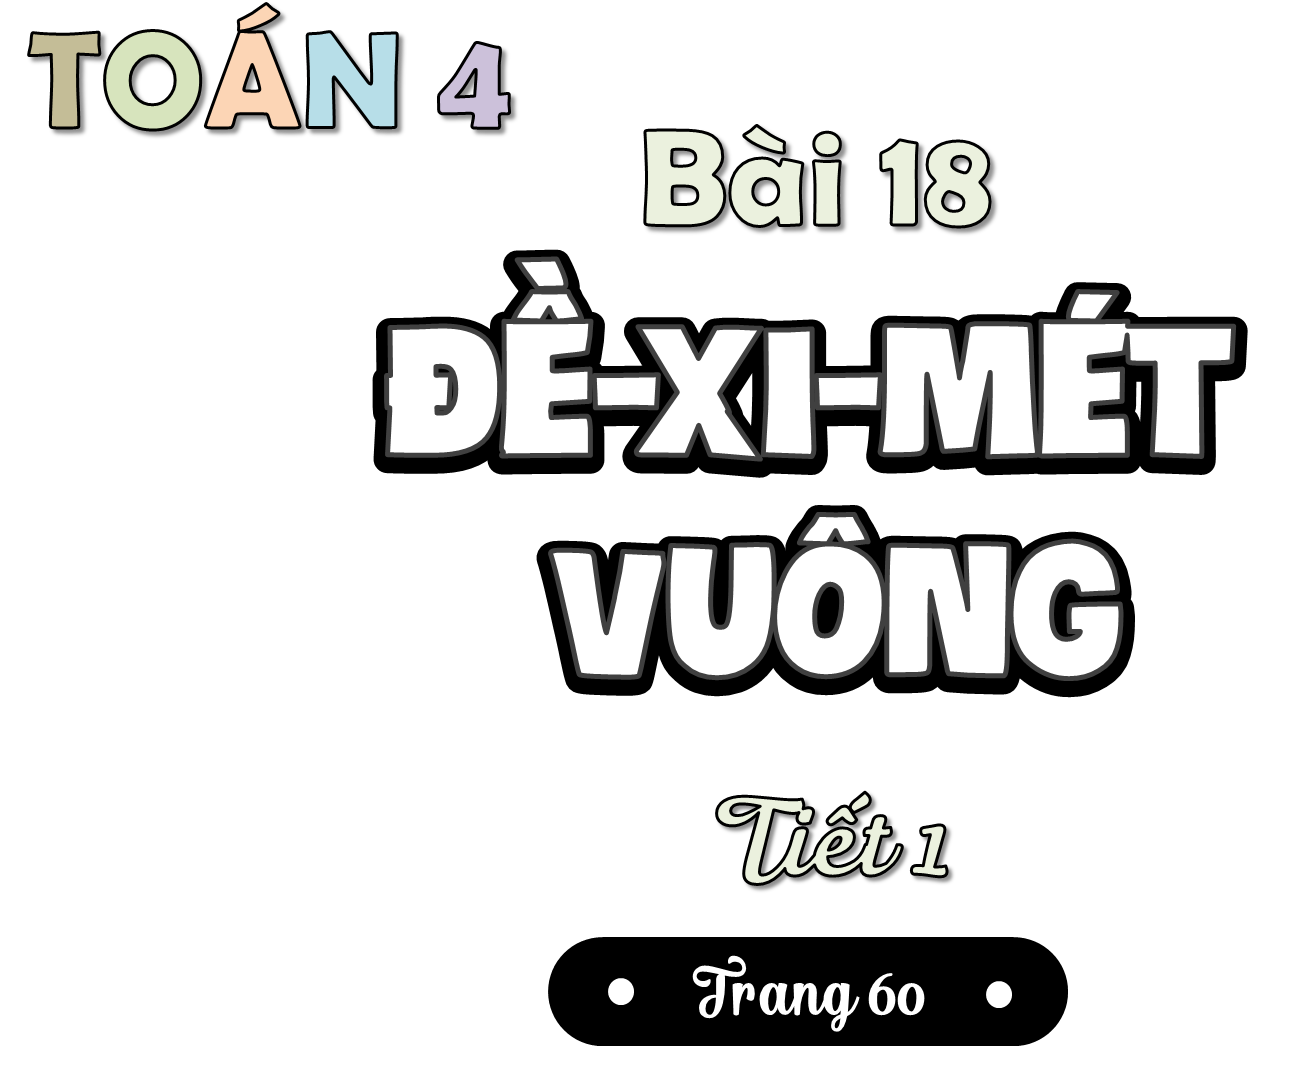 TOÁN 4
Bài 18
ĐỀ-XI-MÉT
VUÔNG
Tiết 1
Trang 60